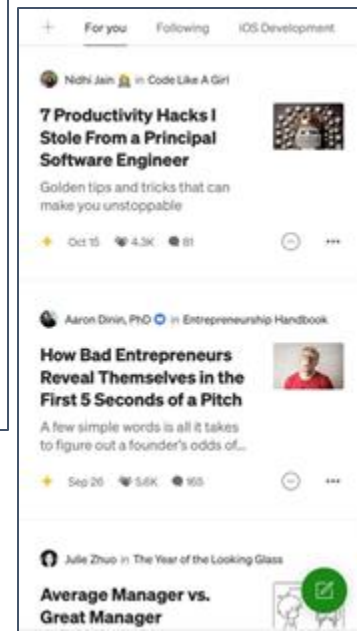 For you Following iOS Development
Nidhi Jain in Code Like A Girl
7 Productivity Hacks I
Stole From a Principal
Software Engineer
Golden tips and tricks that can
make you unstoppable
Oct 15 4.3K 81
Aaron Dinin, PhD in Entrepreneurship Handbook
How Bad Entrepreneurs
Reveal Themselves in the
First 5 Seconds of a Pitch
A few simple words is all it takes
to figure out a founder's odds of...
Sep 26 5.6K 165
Julie Zhuo in The Year of the Looking Glass
Average Manager vs.
Great Manager